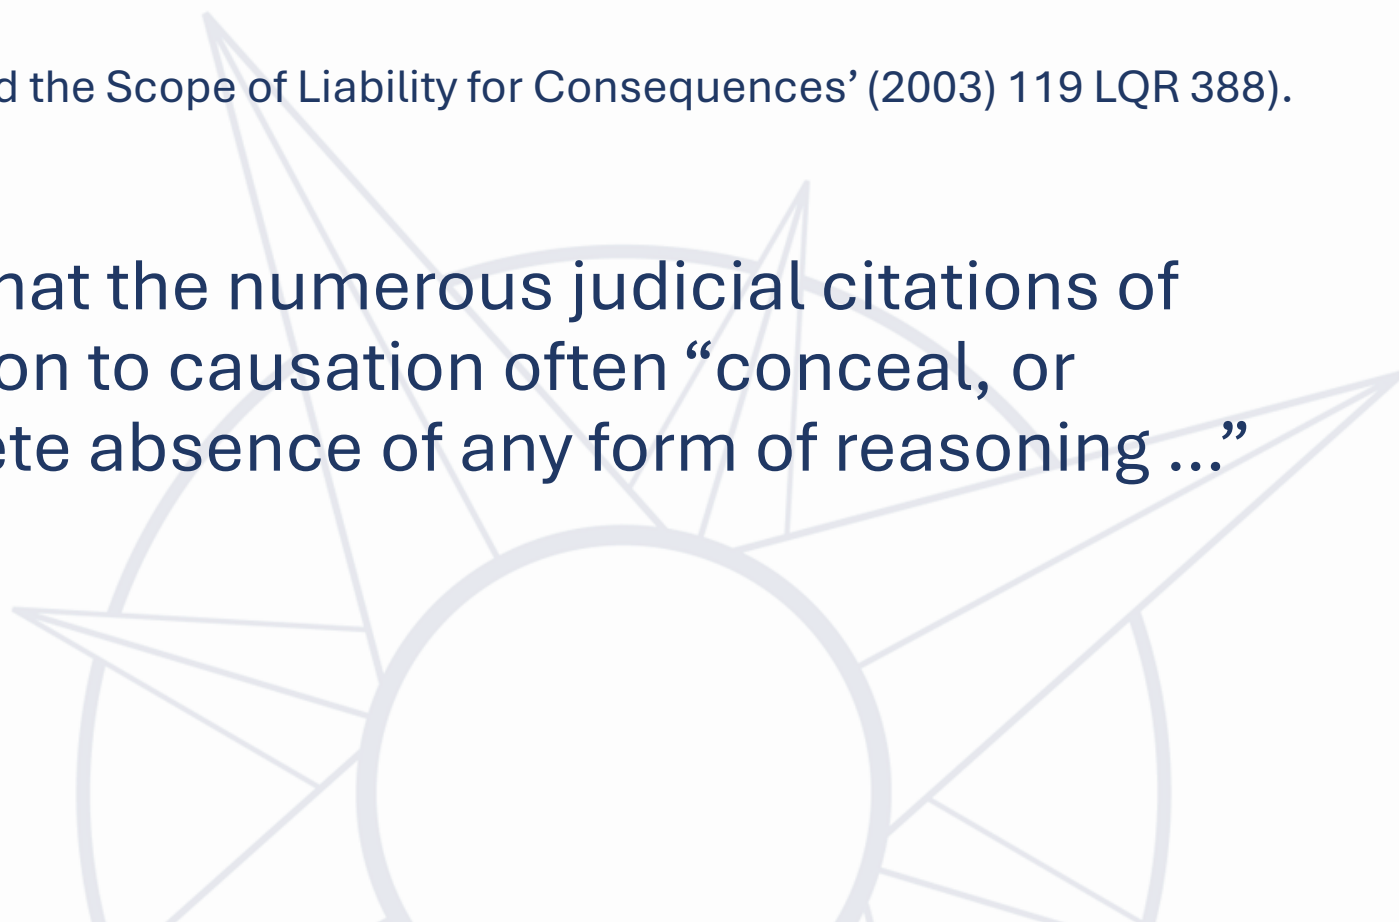 d the Scope of Liability for Consequences’ (2003) 119 LQR 388).
hat the numerous judicial citations of
on to causation often “conceal, or
ete absence of any form of reasoning …”